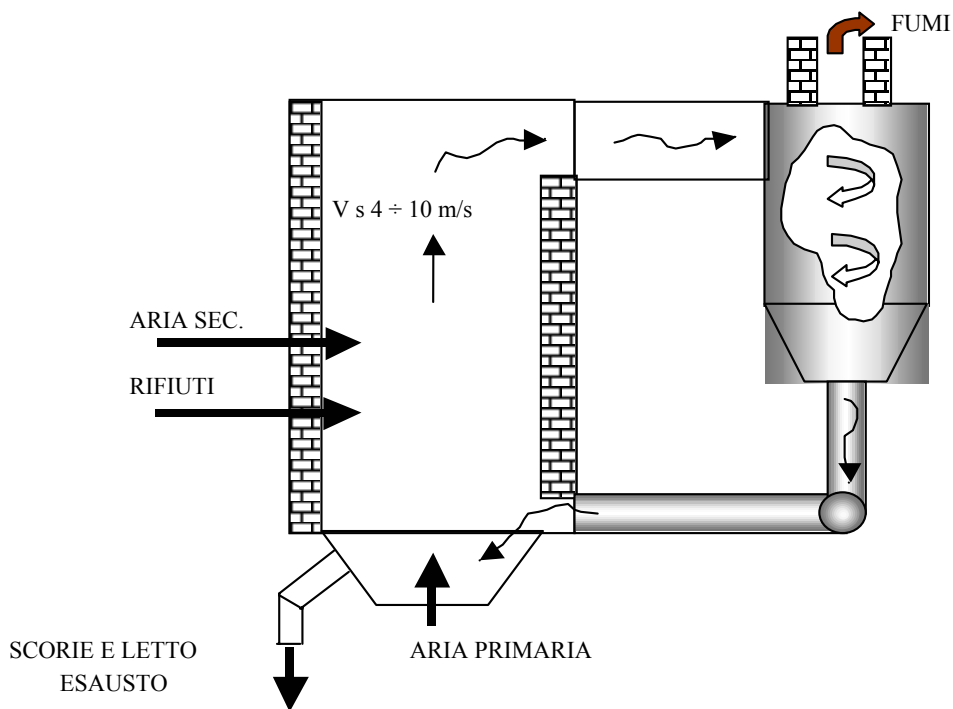 FUMI
V s 4 ÷ 10 m/s
ARIA SEC.
RIFIUTI
SCORIE E LETTO
ESAUSTO
ARIA PRIMARIA